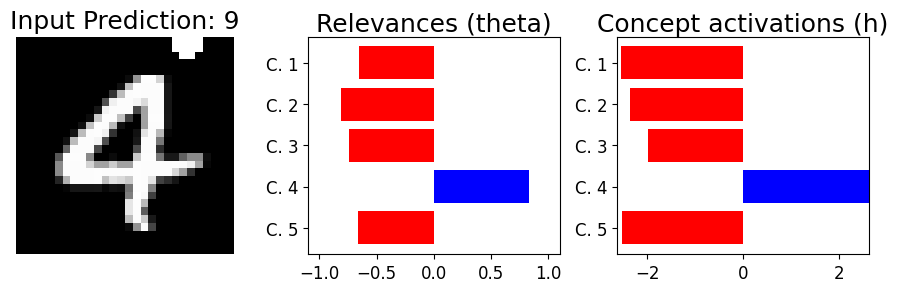 Input Prediction: 9
4
Relevances (theta)
C. 1
C. 2
C. 3
C. 4
C. 5
−1.0 −0.5 0.0 0.5 1.0
Concept activations (h)
C. 1
C. 2
C. 3
C. 4
C. 5
−2 0 2